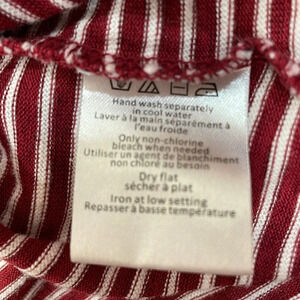 Hand wash separately
in cool water
Laver à la main séparément à
l'eau froide
Only non-chlorine
bleach when needed
Utiliser un agent de blanchiment
non chloré au besoin
Dry flat
sécher à plat
Iron at low setting
Repasser à basse température